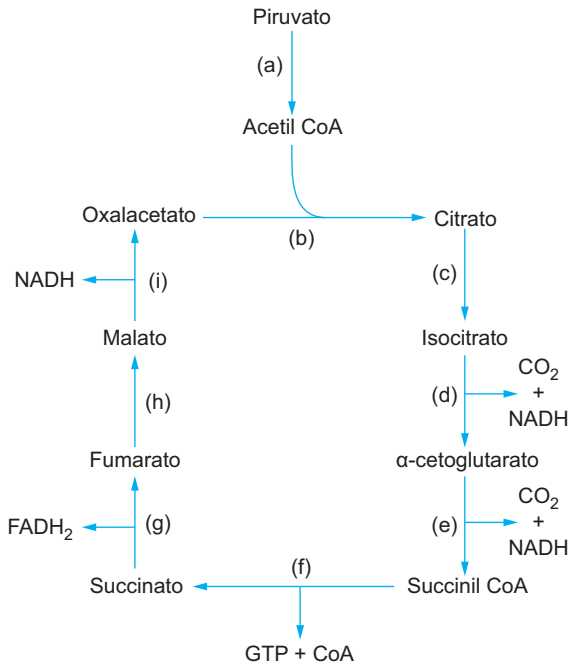 Piruvato
(a)
Acetil CoA
Oxalacetato
(b)
Citrato
NADH
(i)
(c)
Malato
Isocitrato
(h)
(d)
CO₂
+
NADH
Fumarato
α-cetoglutarato
FADH₂
(g)
(e)
CO₂
+
NADH
Succinato
(f)
Succinil CoA
GTP + CoA